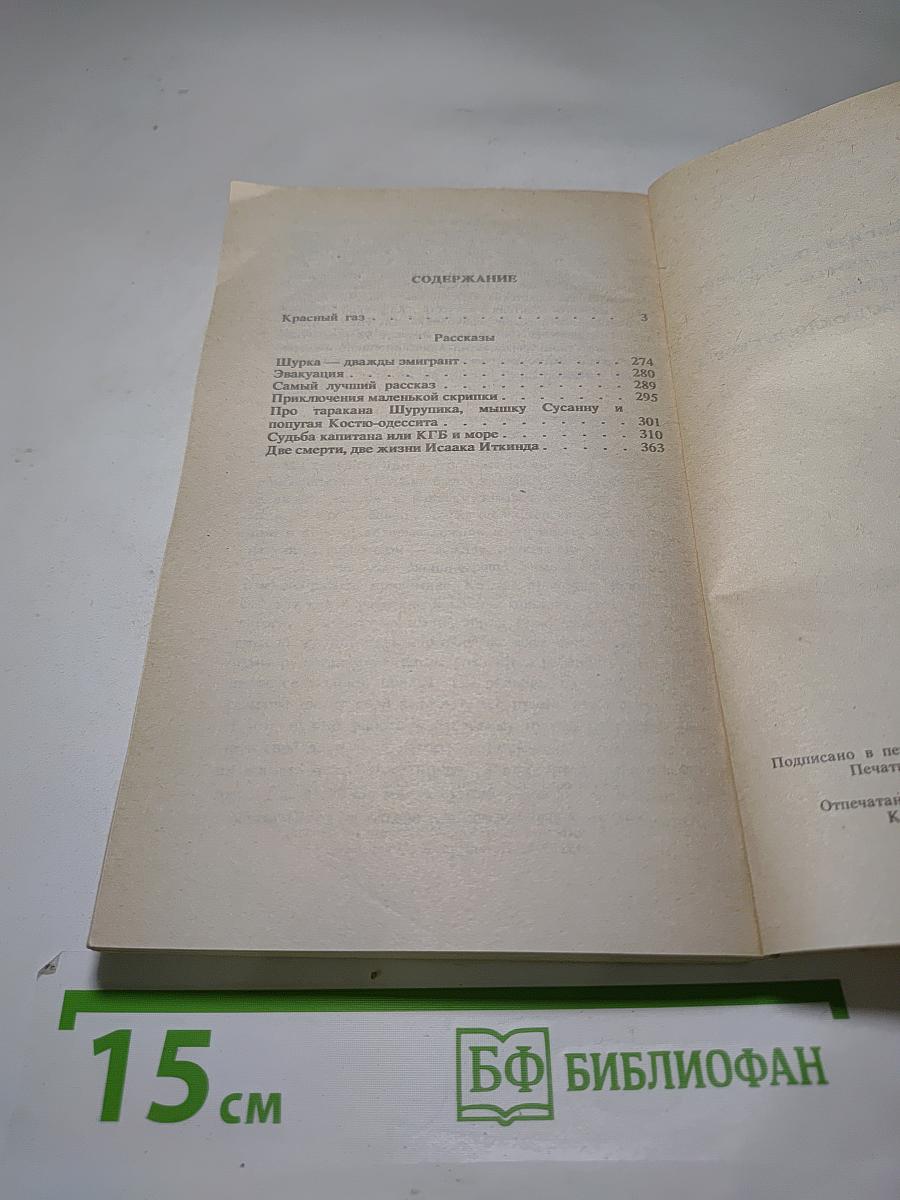 СОДЕРЖАНИЕ
Красный газ . . . . . . . . . . . . . . 3
Рассказы
Шурка — дважды эмигрант . . . . . . . . 274
Эвакуация . . . . . . . . . . . . . . 280
Самый лучший рассказ . . . . . . . . . 289
Приключения маленькой скрипки . . . . . . 295
Про таракана Шурупика, мышку Сусанну и
попугая Костю-одессита . . . . . . . . . 301
Судьба капитана или КГБ и море . . . . . . 310
Две смерти, две жизни Исаака Иткинда . . . . . 363
Подписано в пе
Печат
Отпечатан
К
15 см
БФ БИБЛИОФАН